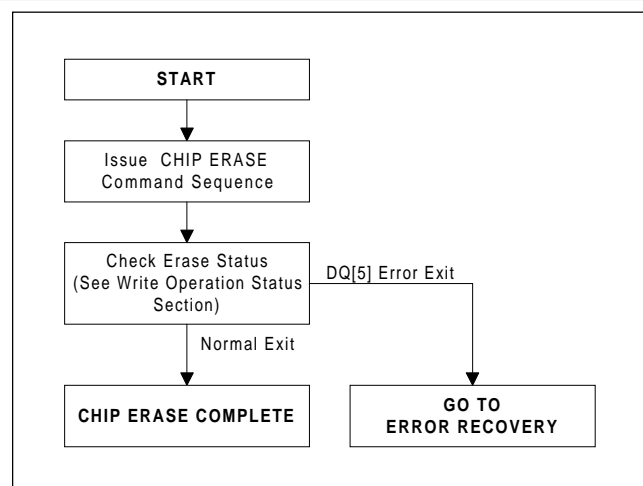 START
Issue CHIP ERASE
Command Sequence
Check Erase Status
(See Write Operation Status
Section)
DQ[5] Error Exit
Normal Exit
CHIP ERASE COMPLETE
GO TO
ERROR RECOVERY